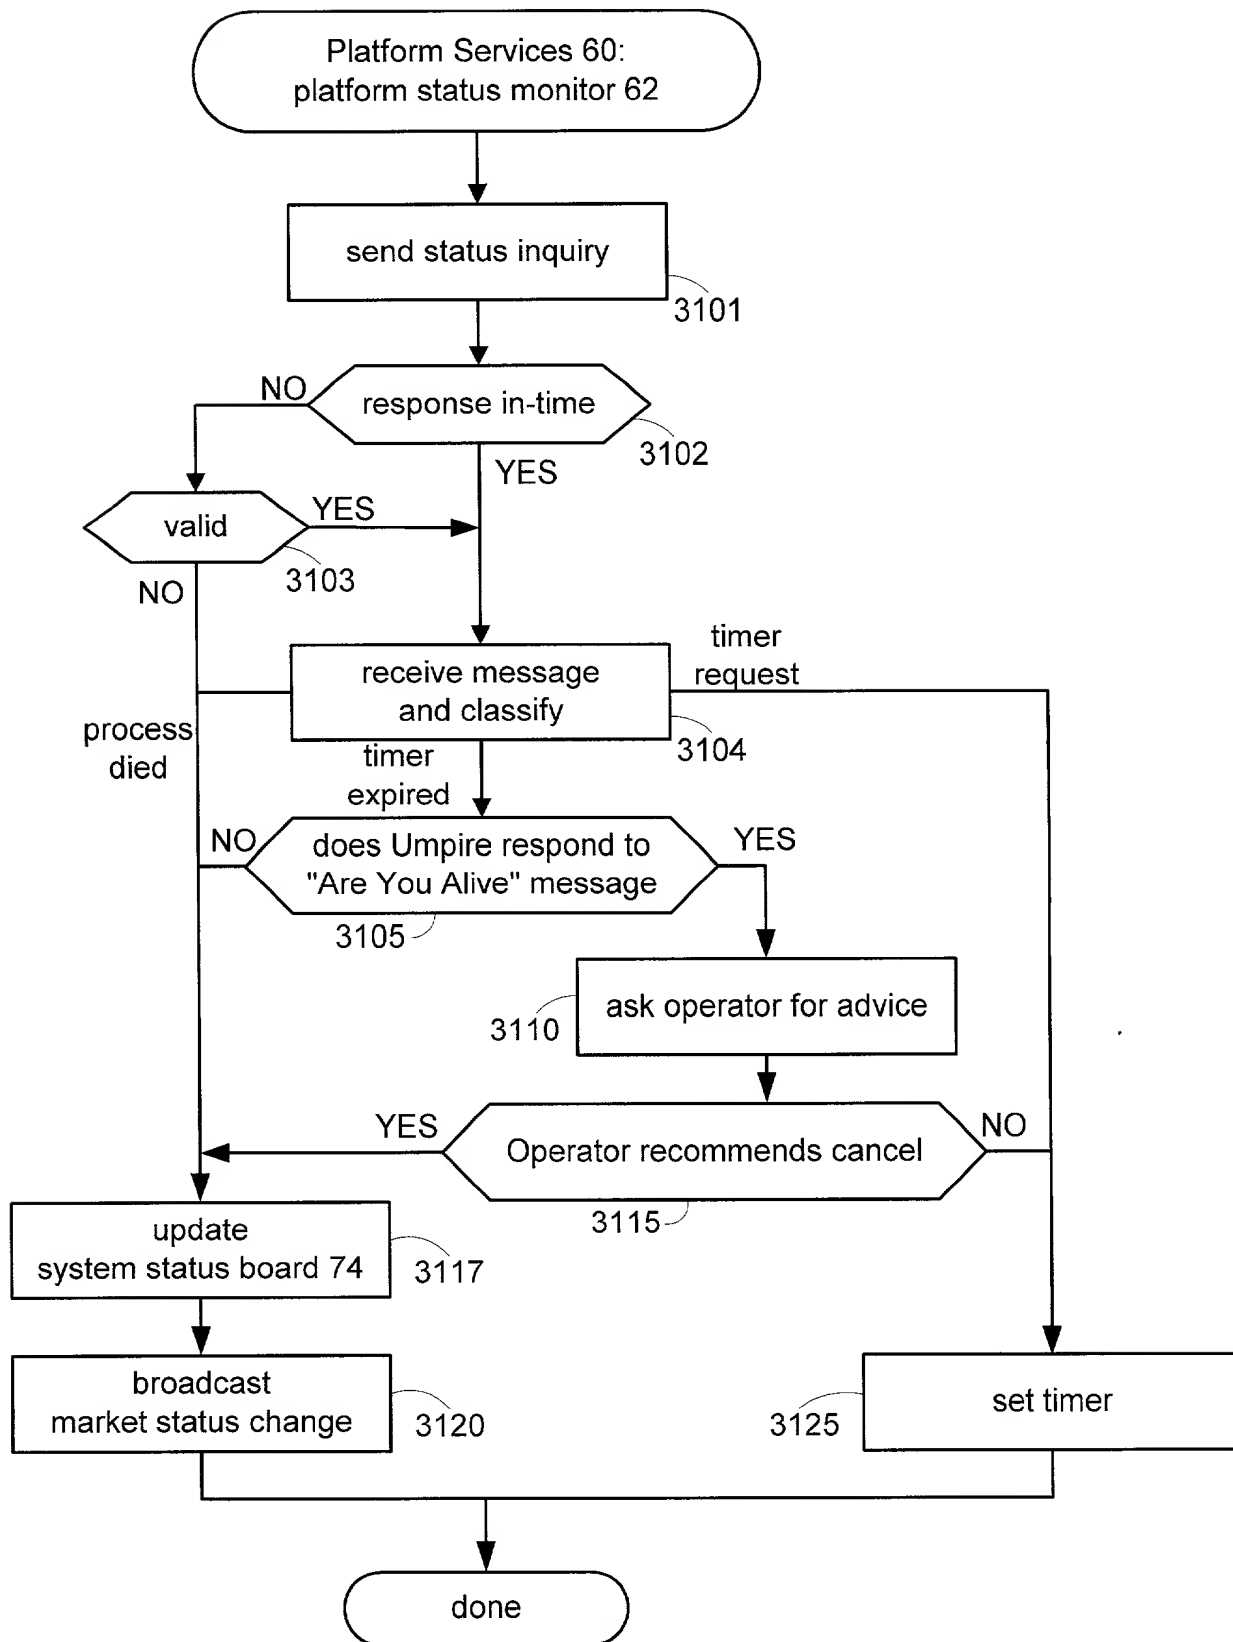 Platform Services 60:
platform status monitor 62
send status inquiry
3101
NO
response in-time
3102
YES
valid
YES
3103
NO
timer
request
receive message
and classify
3104
process
died
timer
expired
NO
does Umpire respond to
"Are You Alive" message
YES
3105
ask operator for advice
3110
YES
Operator recommends cancel
NO
3115
update
system status board 74
3117
broadcast
market status change
3120
set timer
3125
done